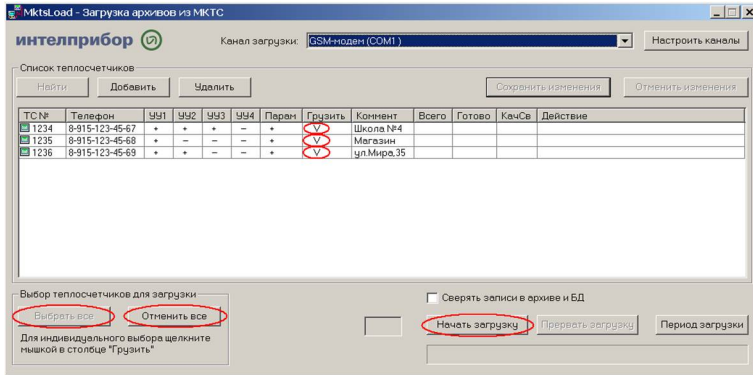 MktsLoad - Загрузка архивов из МКТС
интелприбор
Канал загрузки: GSM-модем (COM1) Настроить каналы
Список теплосчетчиков
Найти Добавить Удалить Сохранить изменения Отменить изменения
ТС № Телефон УУ1 УУ2 УУ3 УУ4 Парам Грузить Коммент Всего Готово КачСв Действие
1234 8-915-123-45-67 + + + – + V Школа №4
1235 8-915-123-45-68 + – – – + V Магазин
1236 8-915-123-45-69 + + – – + V ул.Мира,35
Выбор теплосчетчиков для загрузки
Сверять записи в архиве и БД
Выбрать все Отменить все Начать загрузку Прервать загрузку Период загрузки
Для индивидуального выбора щелкните
мышкой в столбце "Грузить"